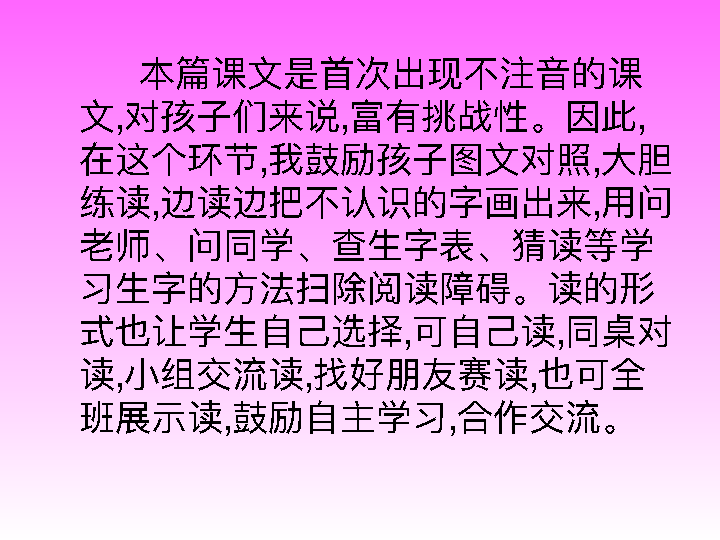 本篇课文是首次出现不注音的课
文,对孩子们来说,富有挑战性。因此,
在这个环节,我鼓励孩子图文对照,大胆
练读,边读边把不认识的字画出来,用问
老师、问同学、查生字表、猜读等学
习生字的方法扫除阅读障碍。读的形
式也让学生自己选择,可自己读,同桌对
读,小组交流读,找好朋友赛读,也可全
班展示读,鼓励自主学习,合作交流。